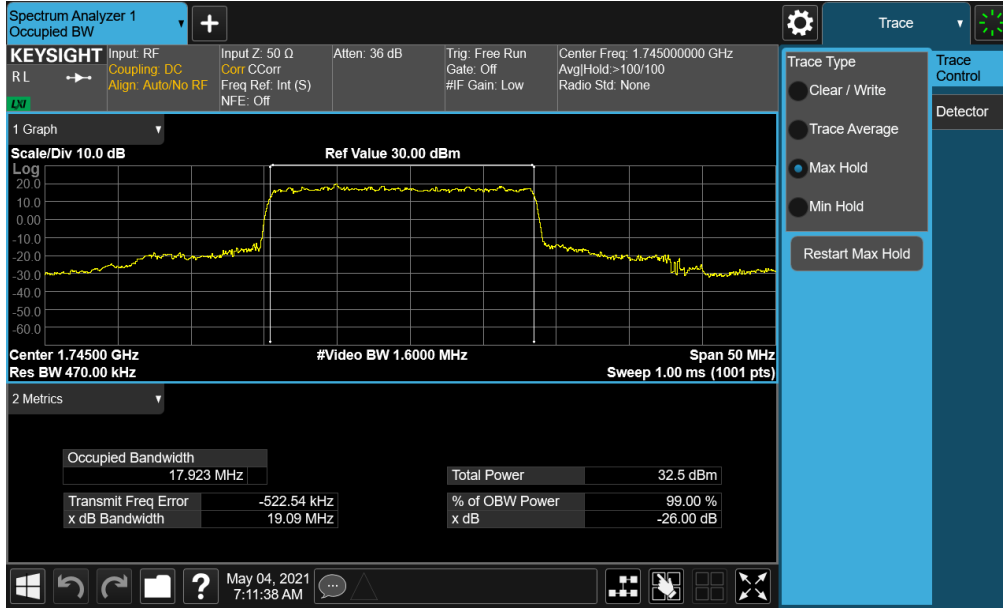 Spectrum Analyzer 1
Occupied BW
+
Trace
KEYSIGHT
R L
LXI
Input: RF
Coupling: DC
Align: Auto/No RF
Input Z: 50 Ω
Corr CCorr
Freq Ref: Int (S)
NFE: Off
Atten: 36 dB
Trig: Free Run
Gate: Off
#IF Gain: Low
Center Freq: 1.745000000 GHz
Avg|Hold:>100/100
Radio Std: None
Trace Type
Clear / Write
Trace Average
Max Hold
Min Hold
Restart Max Hold
Trace
Control
Detector
1 Graph
Scale/Div 10.0 dB
Ref Value 30.00 dBm
Log
20.0
10.0
0.00
-10.0
-20.0
-30.0
-40.0
-50.0
-60.0
Center 1.74500 GHz
#Video BW 1.6000 MHz
Span 50 MHz
Res BW 470.00 kHz
Sweep 1.00 ms (1001 pts)
2 Metrics
Occupied Bandwidth
17.923 MHz
Total Power 32.5 dBm
Transmit Freq Error -522.54 kHz
% of OBW Power 99.00 %
x dB Bandwidth 19.09 MHz
x dB -26.00 dB
?
May 04, 2021
7:11:38 AM